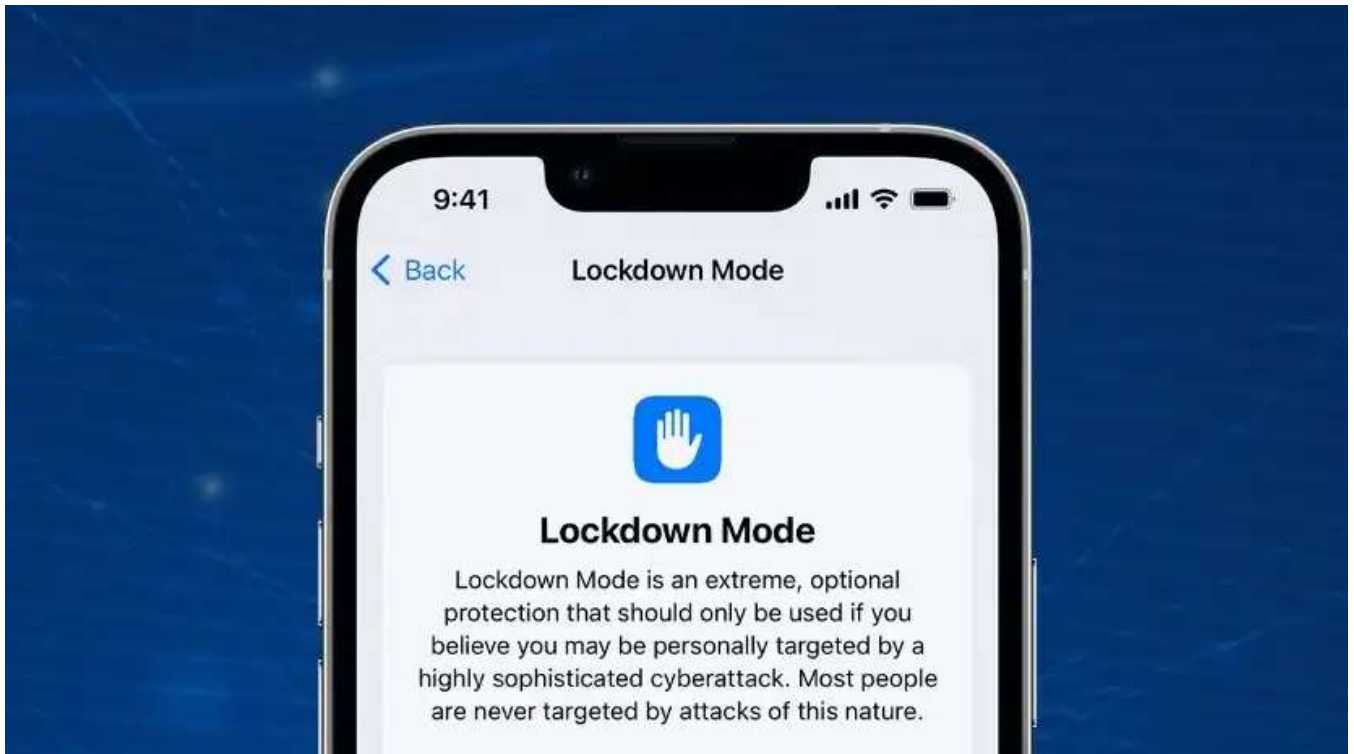 9:41
Back
Lockdown Mode
Lockdown Mode
Lockdown Mode is an extreme, optional
protection that should only be used if you
believe you may be personally targeted by a
highly sophisticated cyberattack. Most people
are never targeted by attacks of this nature.